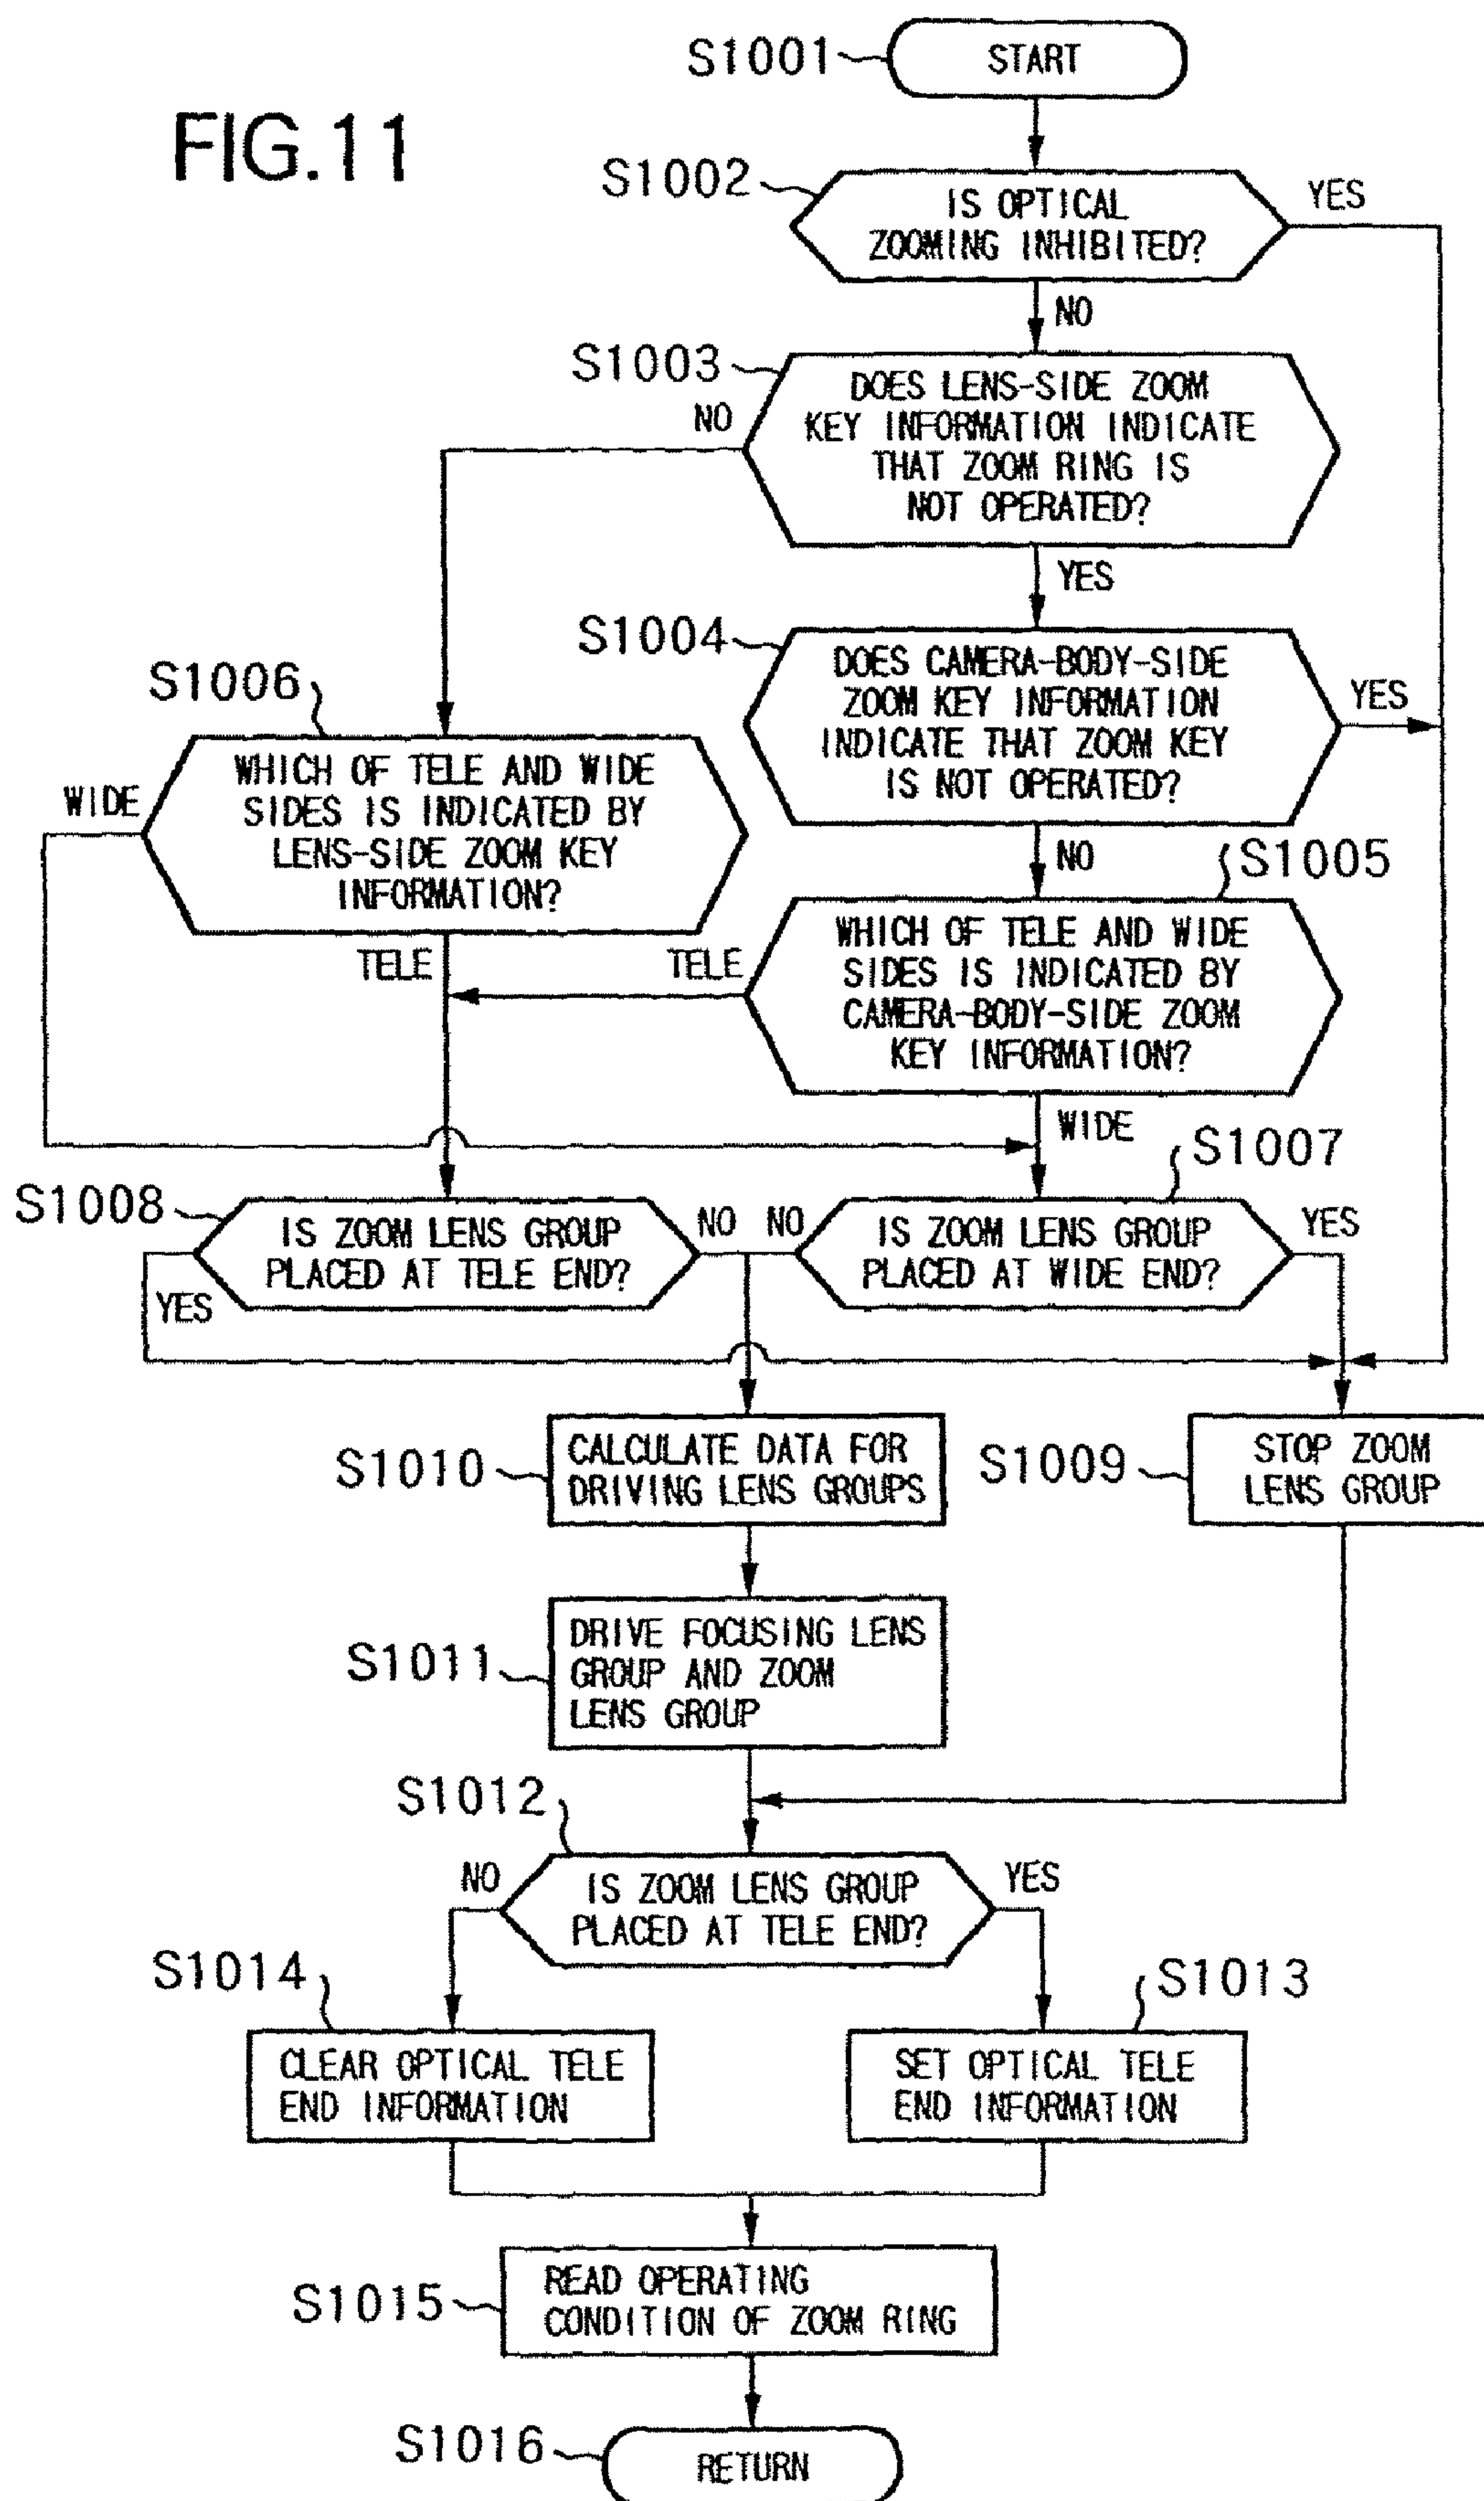 FIG.11
S1001
START
S1002
IS OPTICAL
ZOOMING INHIBITED?
YES
NO
S1003
DOES LENS-SIDE ZOOM
KEY INFORMATION INDICATE
THAT ZOOM RING IS
NOT OPERATED?
NO
YES
S1004
DOES CAMERA-BODY-SIDE
ZOOM KEY INFORMATION
INDICATE THAT ZOOM KEY
IS NOT OPERATED?
YES
NO
S1006
WHICH OF TELE AND WIDE
SIDES IS INDICATED BY
LENS-SIDE ZOOM KEY
INFORMATION?
WIDE
TELE
S1005
WHICH OF TELE AND WIDE
SIDES IS INDICATED BY
CAMERA-BODY-SIDE ZOOM
KEY INFORMATION?
TELE
WIDE
S1008
IS ZOOM LENS GROUP
PLACED AT TELE END?
NO
YES
S1007
NO
IS ZOOM LENS GROUP
PLACED AT WIDE END?
YES
S1010
CALCULATE DATA FOR
DRIVING LENS GROUPS
S1009
STOP ZOOM
LENS GROUP
S1011
DRIVE FOCUSING LENS
GROUP AND ZOOM
LENS GROUP
S1012
NO
IS ZOOM LENS GROUP
PLACED AT TELE END?
YES
S1014
CLEAR OPTICAL TELE
END INFORMATION
S1013
SET OPTICAL TELE
END INFORMATION
S1015
READ OPERATING
CONDITION OF ZOOM RING
S1016
RETURN